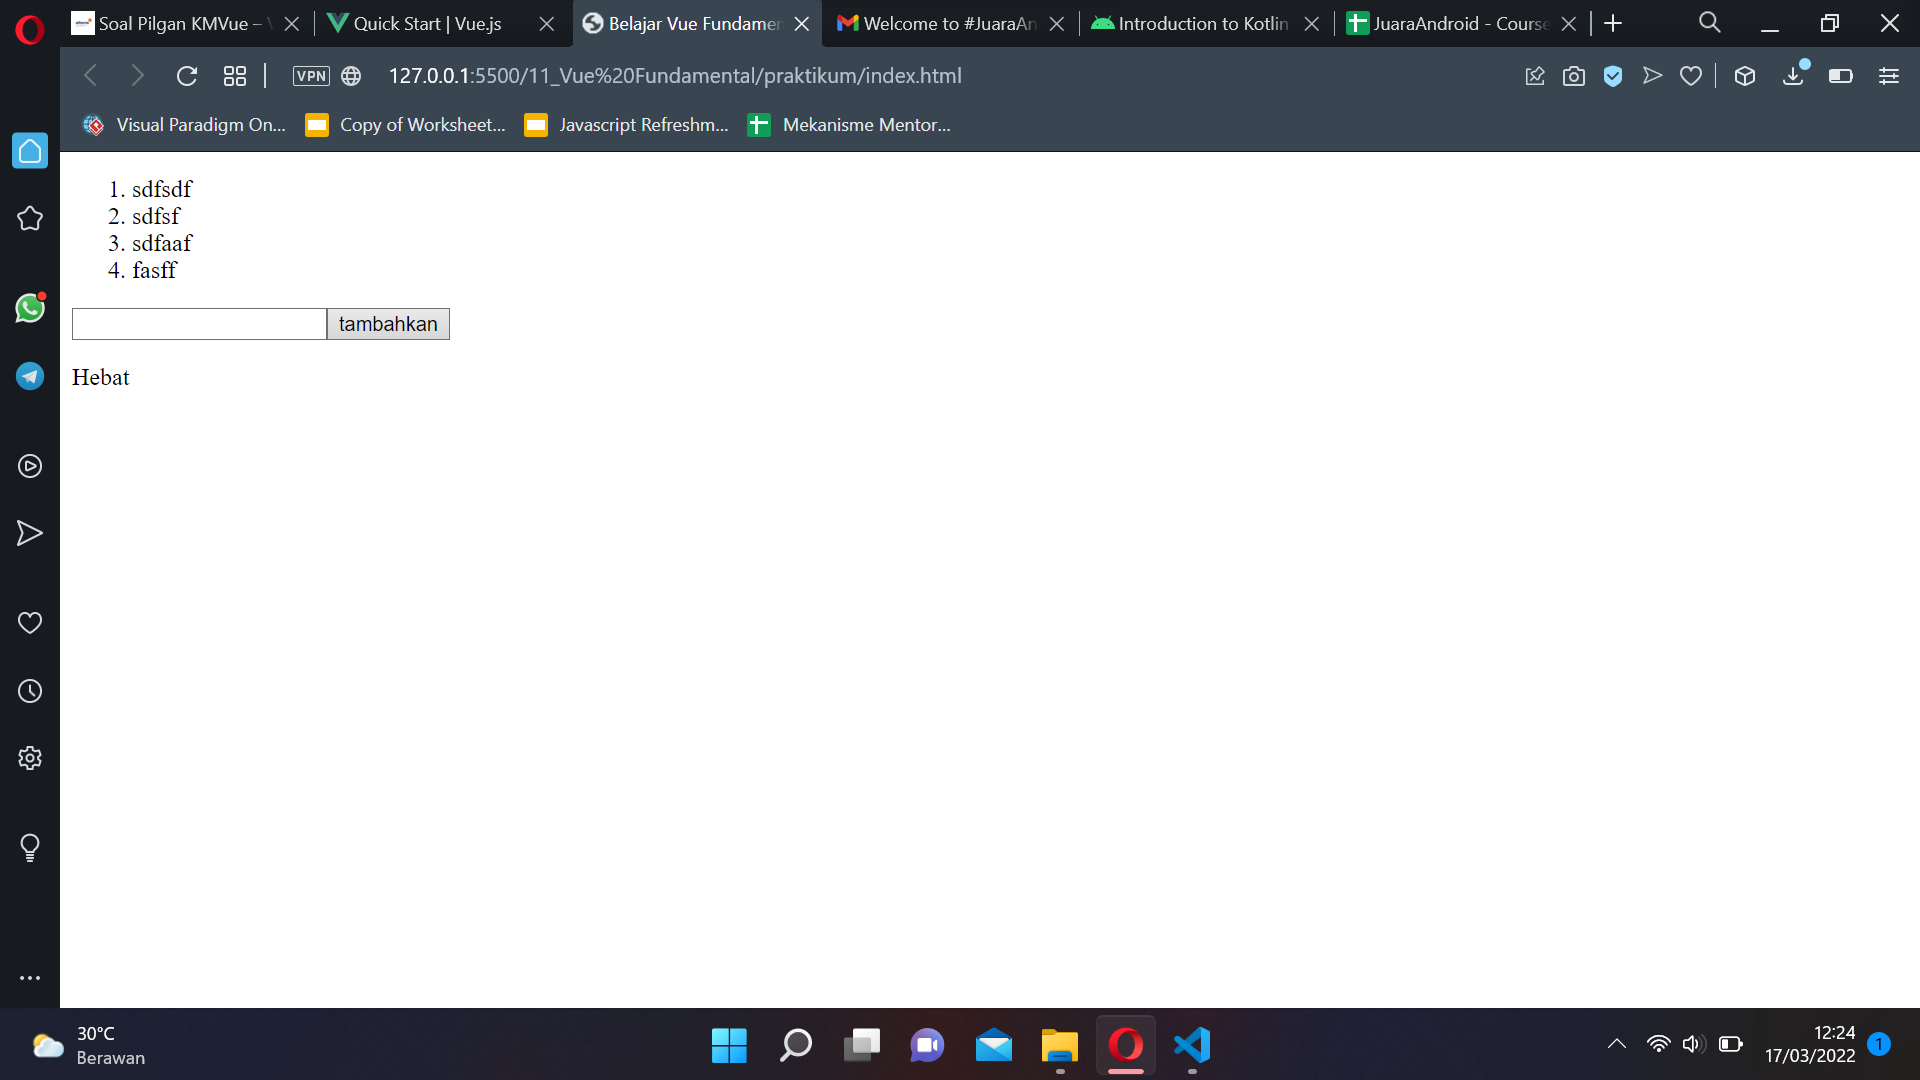 Soal Pilgan KMVue –
Quick Start | Vue.js
Belajar Vue Fundamen
Welcome to #JuaraAn
Introduction to Kotlin
JuaraAndroid - Course
VPN
127.0.0.1:5500/11_Vue%20Fundamental/praktikum/index.html
Visual Paradigm On...
Copy of Worksheet...
Javascript Refreshm...
Mekanisme Mentor...
1. sdfsdf
2. sdfsf
3. sdfaaf
4. fasff
tambahkan
Hebat
30°C
Berawan
12:24
17/03/2022
1